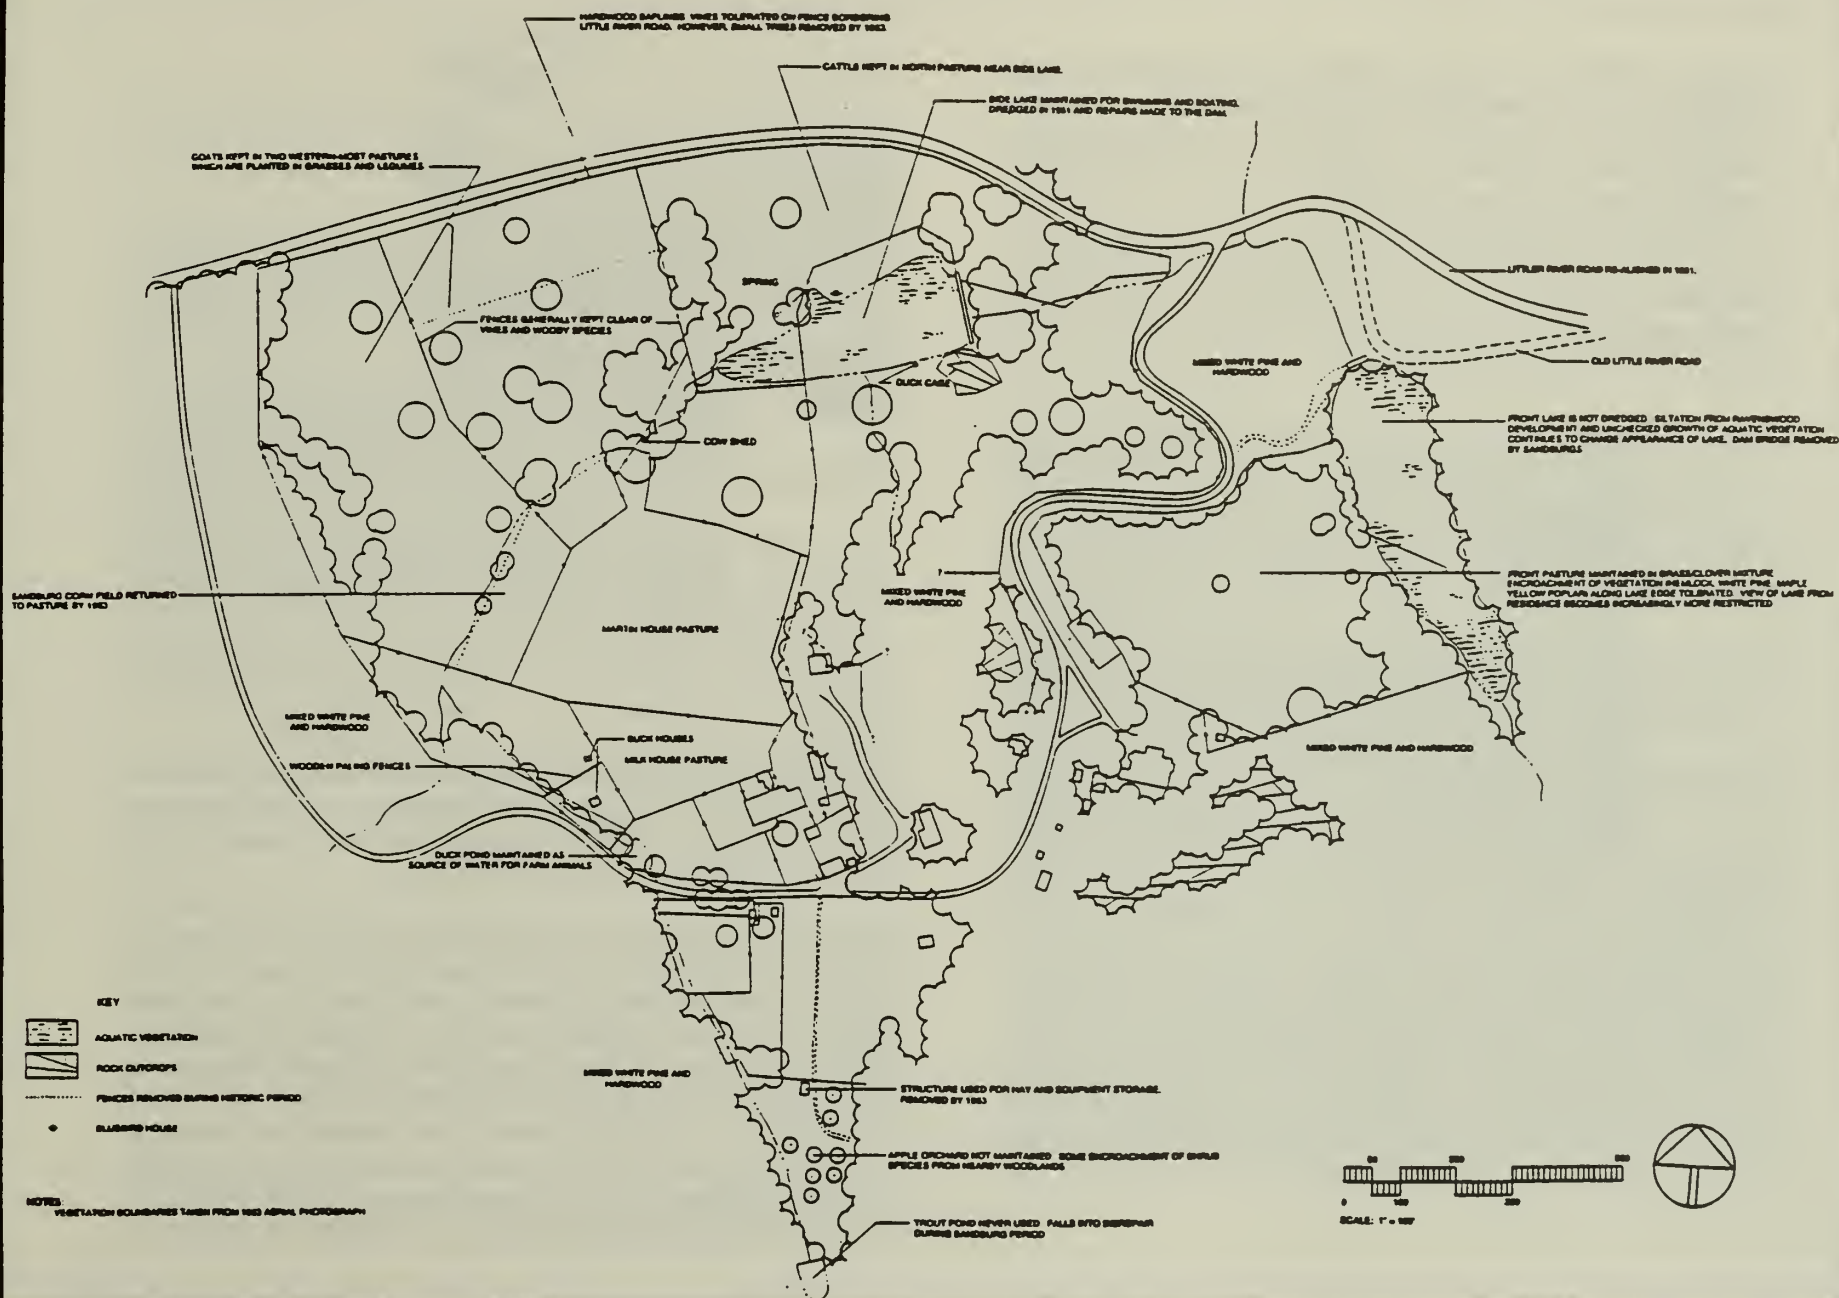 HARDWOOD SAPLINGS, VINES TOLERATED ON FENCE BORDERING
LITTLE RIVER ROAD. HOWEVER, SMALL TREES REMOVED BY 1963.
CATTLE KEPT IN NORTH PASTURE NEAR SIDE LAKE.
SIDE LAKE MAINTAINED FOR SWIMMING AND BOATING.
DREDGED IN 1951 AND REPAIRS MADE TO THE DAM.
GOATS KEPT IN TWO WESTERN-MOST PASTURES
WHICH ARE PLANTED IN GRASSES AND LEGUMES
SPRING
LITTLER RIVER ROAD RE-ALIGNED IN 1961.
FENCES GENERALLY KEPT CLEAR OF
VINES AND WOODY SPECIES
OLD LITTLE RIVER ROAD
MIXED WHITE PINE AND
HARDWOOD
DUCK CAGE
FRONT LAKE IS NOT DREDGED. SILTATION FROM RAVENSWOOD
DEVELOPMENT AND UNCHECKED GROWTH OF AQUATIC VEGETATION
CONTINUES TO CHANGE APPEARANCE OF LAKE. DAM BRIDGE REMOVED
BY SANDBURGS
COW SHED
?
MIXED WHITE PINE
AND HARDWOOD
FRONT PASTURE MAINTAINED IN GRASS/CLOVER MIXTURE
ENCROACHMENT OF VEGETATION (HEMLOCK, WHITE PINE, MAPLE
YELLOW POPLAR) ALONG LAKE EDGE TOLERATED. VIEW OF LAKE FROM
RESIDENCE BECOMES INCREASINGLY MORE RESTRICTED
SANDBURG CORN FIELD RETURNED
TO PASTURE BY 1963
MARTIN HOUSE PASTURE
MIXED WHITE PINE
AND HARDWOOD
BUCK HOUSES
MIXED WHITE PINE AND HARDWOOD
WOODEN PALING FENCES
MILK HOUSE PASTURE
DUCK POND MAINTAINED AS
SOURCE OF WATER FOR FARM ANIMALS
KEY
AQUATIC VEGETATION
ROCK OUTCROPS
FENCES REMOVED DURING HISTORIC PERIOD
BLUEBIRD HOUSE
MIXED WHITE PINE AND
HARDWOOD
STRUCTURE USED FOR HAY AND EQUIPMENT STORAGE.
REMOVED BY 1963
APPLE ORCHARD NOT MAINTAINED. SOME ENCROACHMENT OF SHRUB
SPECIES FROM NEARBY WOODLANDS
TROUT POND NEVER USED. FALLS INTO DISREPAIR
DURING SANDBURG PERIOD
NOTES:
VEGETATION BOUNDARIES TAKEN FROM 1963 AERIAL PHOTOGRAPH
0 100
SCALE: 1" = 100'